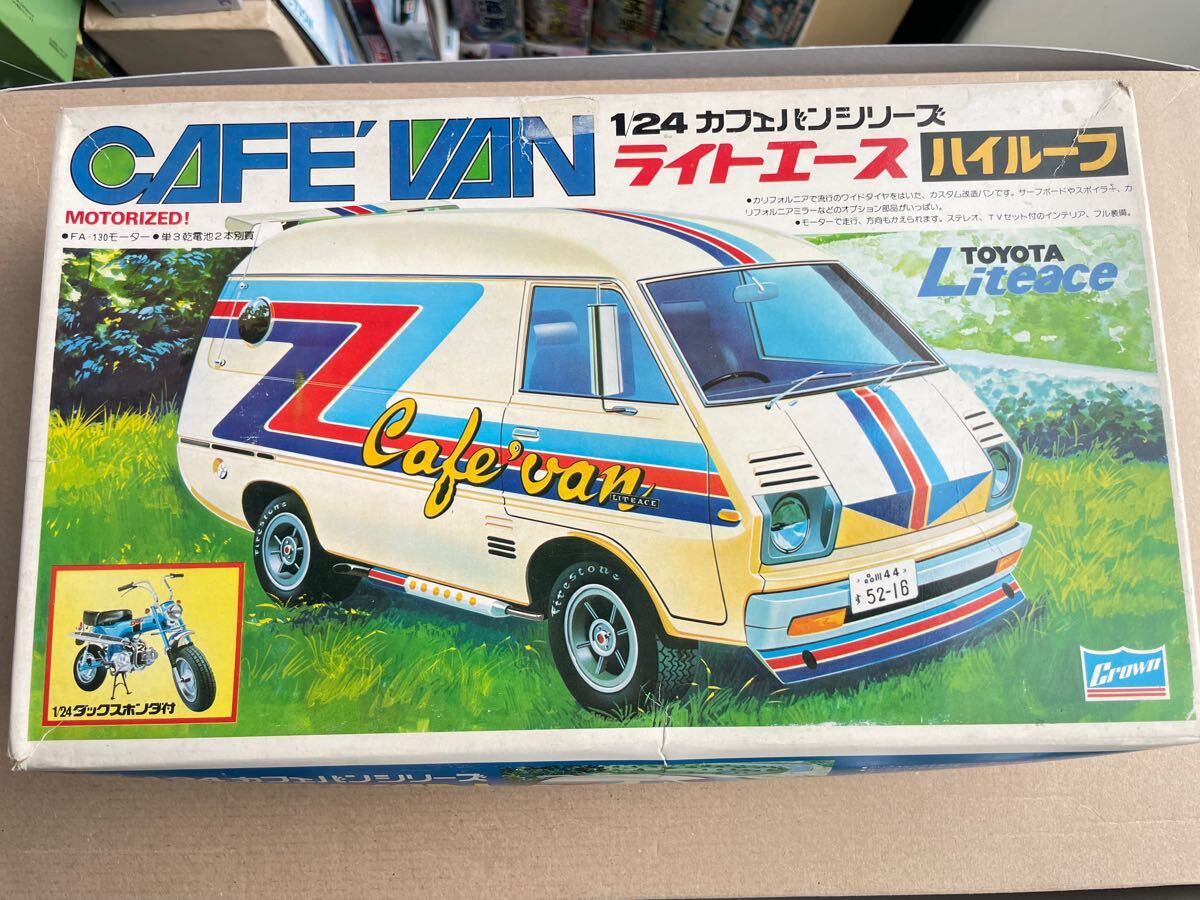 CAFE' VAN
1/24 カフェバンシリーズ
ライトエース ハイルーフ
MOTORIZED!
●FA-130モーター●単3乾電池2本別買
●カリフォルニアで流行のワイドタイヤをはいた、カスタム改造バンです。サーフボードやスポイラー、カ
リフォルニアミラーなどのオプション部品がいっぱい。
●モーターで走行、方向もかえられます。ステレオ、TVセット付のインテリア、フル装備。
TOYOTA
Liteace
Cafe'van
LITEACE
Firestone
Firestone
品川44
す 52-16
Crown
1/24ダックスホンダ付
1/24 カフェバンシリーズ